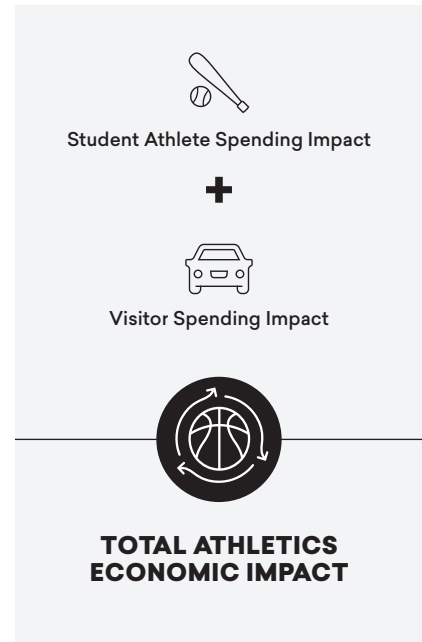 Student Athlete Spending Impact
+
Visitor Spending Impact
TOTAL ATHLETICS
ECONOMIC IMPACT